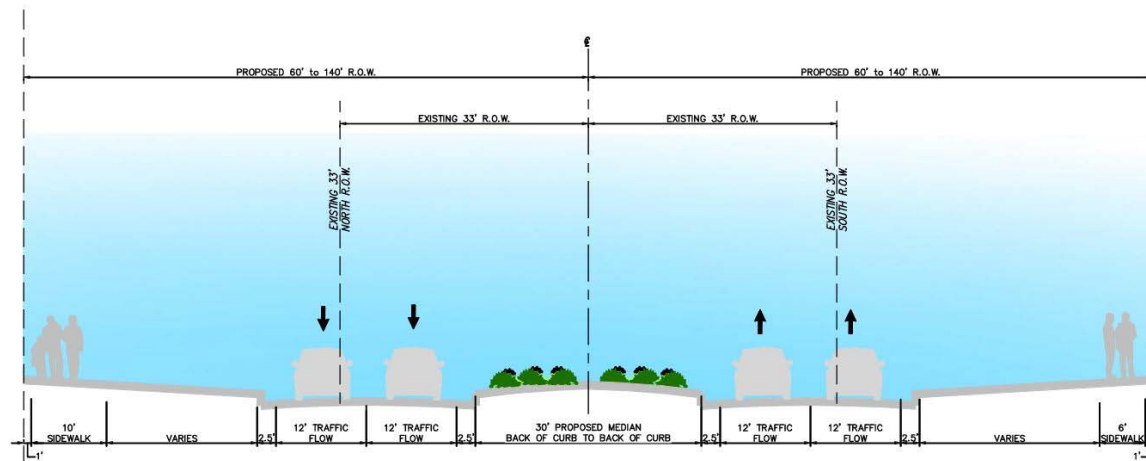 ℄
PROPOSED 60' to 140' R.O.W.
PROPOSED 60' to 140' R.O.W.
EXISTING 33' R.O.W.
EXISTING 33' R.O.W.
EXISTING 33'
NORTH R.O.W.
EXISTING 33'
SOUTH R.O.W.
10'
SIDEWALK
VARIES
2.5'
12' TRAFFIC
FLOW
12' TRAFFIC
FLOW
2.5'
30' PROPOSED MEDIAN
BACK OF CURB TO BACK OF CURB
2.5'
12' TRAFFIC
FLOW
12' TRAFFIC
FLOW
2.5'
VARIES
6'
SIDEWALK
1'
1'